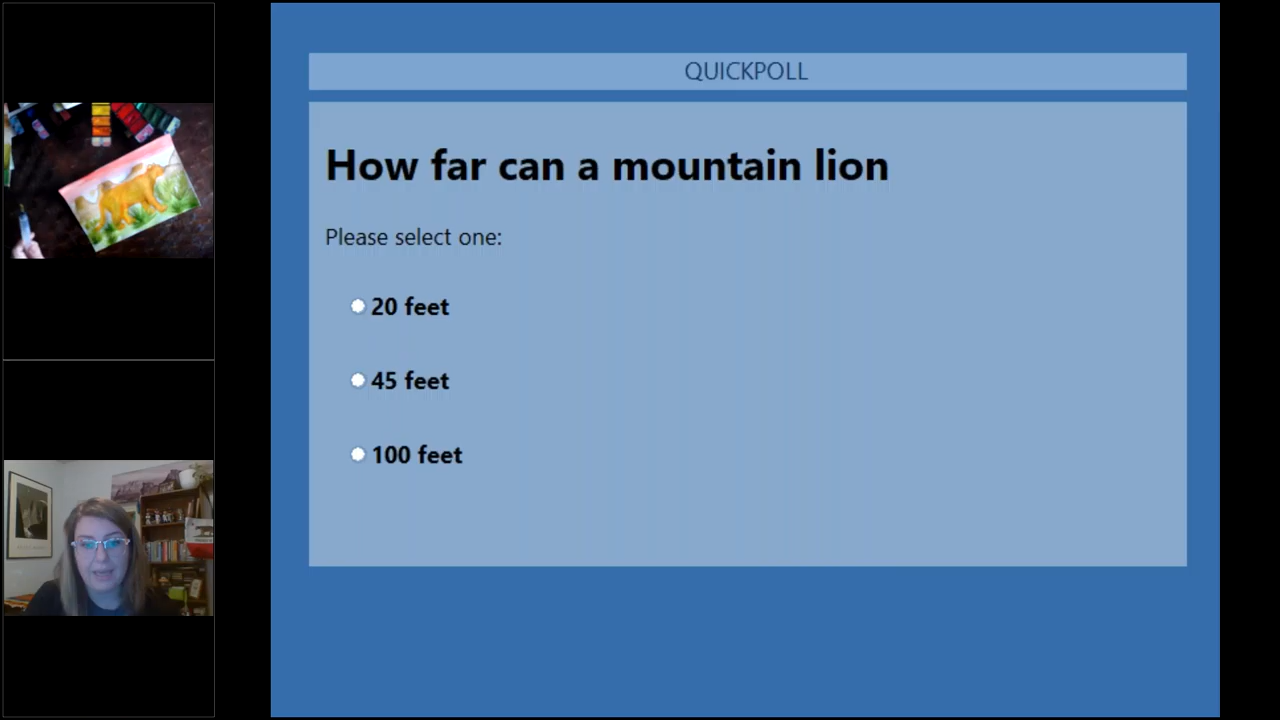 QUICKPOLL
How far can a mountain lion
Please select one:
20 feet
45 feet
100 feet